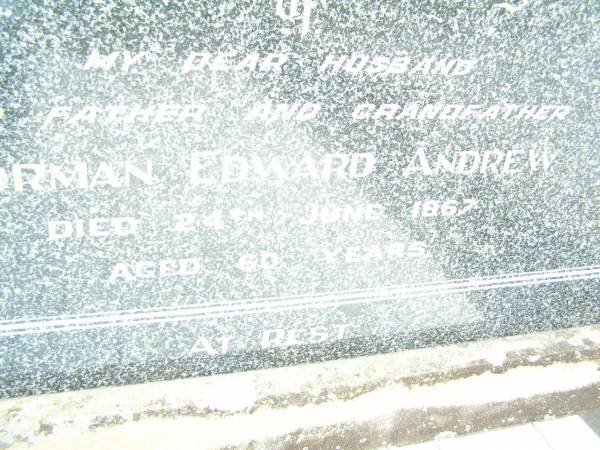 MY DEAR HUSBAND
FATHER AND GRANDFATHER
ORMAN EDWARD ANDREW
DIED 24TH JUNE 1967
AGED 60 YEARS
AT REST